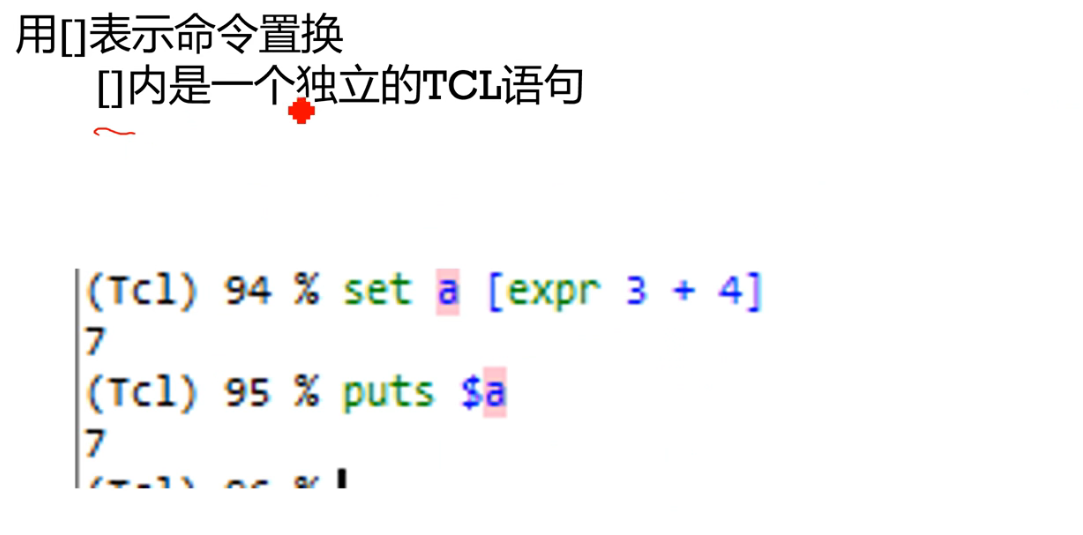 用[]表示命令置换
[]内是一个独立的TCL语句
(Tcl) 94 % set a [expr 3 + 4]
7
(Tcl) 95 % puts $a
7
(Tcl) 96 %